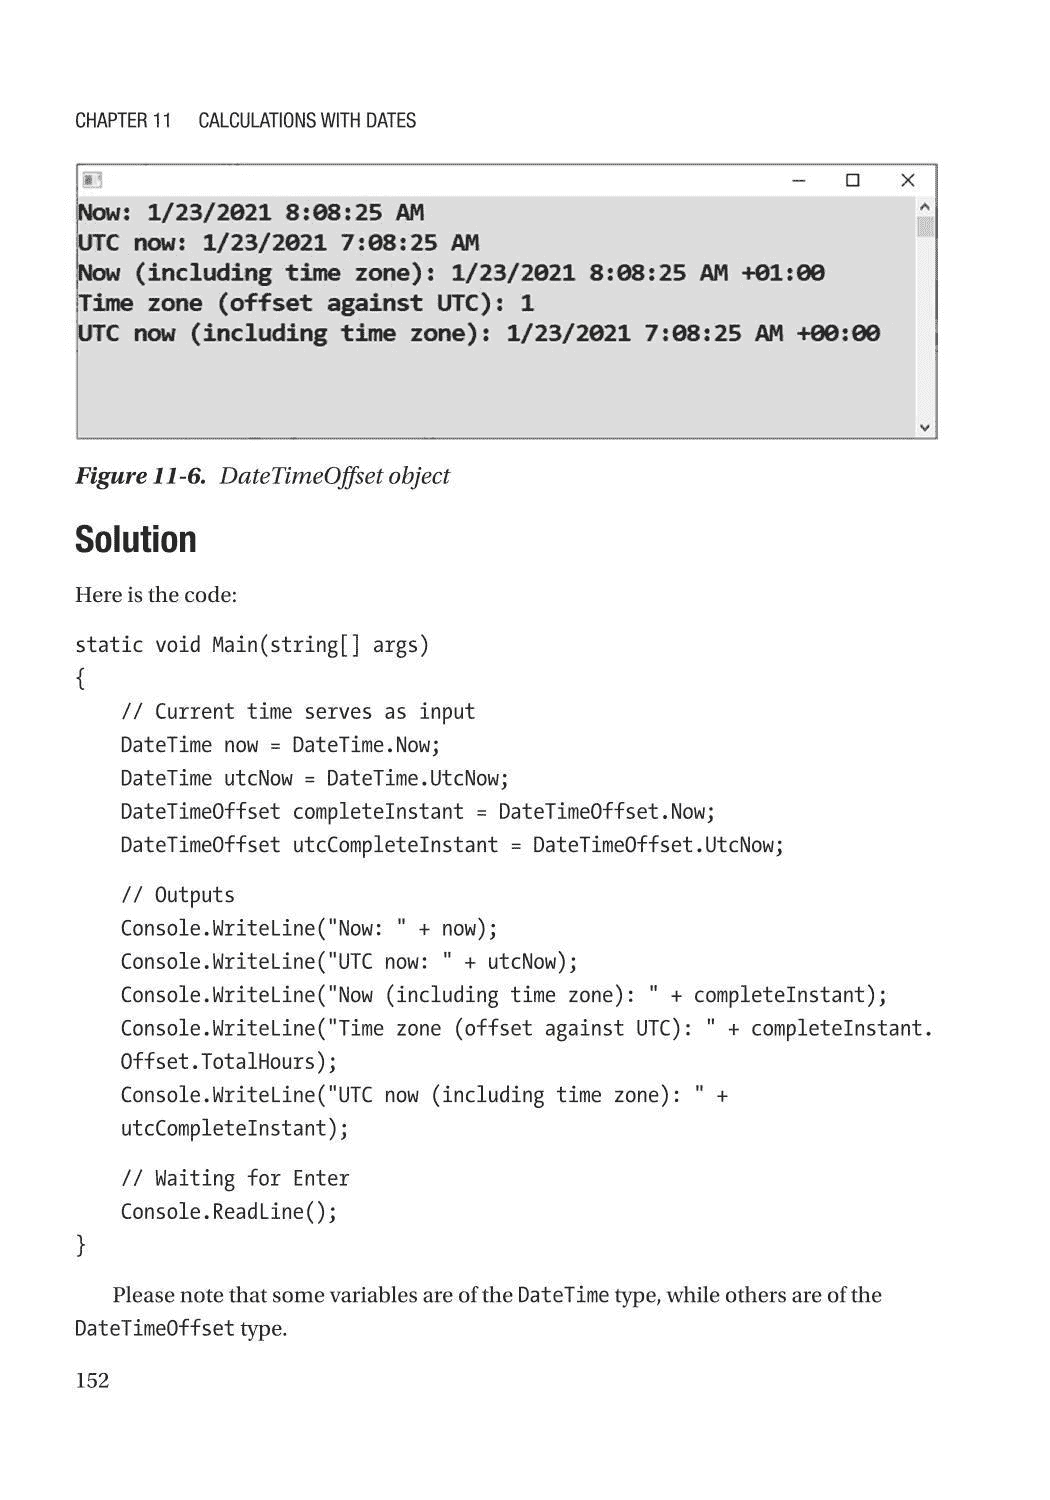 CHAPTER 11 CALCULATIONS WITH DATES
Now: 1/23/2021 8:08:25 AM
UTC now: 1/23/2021 7:08:25 AM
Now (including time zone): 1/23/2021 8:08:25 AM +01:00
Time zone (offset against UTC): 1
UTC now (including time zone): 1/23/2021 7:08:25 AM +00:00
Figure 11-6. DateTimeOffset object
Solution
Here is the code:
static void Main(string[] args)
{
    // Current time serves as input
    DateTime now = DateTime.Now;
    DateTime utcNow = DateTime.UtcNow;
    DateTimeOffset completeInstant = DateTimeOffset.Now;
    DateTimeOffset utcCompleteInstant = DateTimeOffset.UtcNow;
    // Outputs
    Console.WriteLine("Now: " + now);
    Console.WriteLine("UTC now: " + utcNow);
    Console.WriteLine("Now (including time zone): " + completeInstant);
    Console.WriteLine("Time zone (offset against UTC): " + completeInstant.
    Offset.TotalHours);
    Console.WriteLine("UTC now (including time zone): " +
    utcCompleteInstant);
    // Waiting for Enter
    Console.ReadLine();
}
Please note that some variables are of the DateTime type, while others are of the
DateTimeOffset type.
152